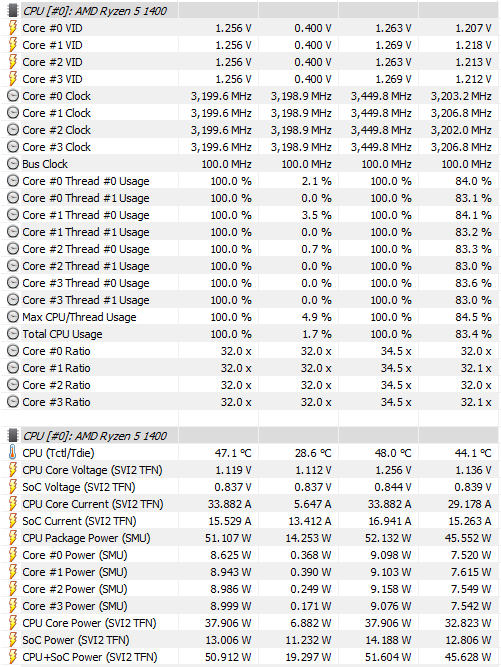 CPU [#0]: AMD Ryzen 5 1400
Core #0 VID 1.256 V 0.400 V 1.263 V 1.207 V
Core #1 VID 1.256 V 0.400 V 1.269 V 1.218 V
Core #2 VID 1.256 V 0.400 V 1.263 V 1.213 V
Core #3 VID 1.256 V 0.400 V 1.269 V 1.212 V
Core #0 Clock 3,199.6 MHz 3,198.9 MHz 3,449.8 MHz 3,203.2 MHz
Core #1 Clock 3,199.6 MHz 3,198.9 MHz 3,449.8 MHz 3,206.8 MHz
Core #2 Clock 3,199.6 MHz 3,198.9 MHz 3,449.8 MHz 3,202.0 MHz
Core #3 Clock 3,199.6 MHz 3,198.9 MHz 3,449.8 MHz 3,206.8 MHz
Bus Clock 100.0 MHz 100.0 MHz 100.0 MHz 100.0 MHz
Core #0 Thread #0 Usage 100.0 % 2.1 % 100.0 % 84.0 %
Core #0 Thread #1 Usage 100.0 % 0.0 % 100.0 % 83.1 %
Core #1 Thread #0 Usage 100.0 % 3.5 % 100.0 % 84.1 %
Core #1 Thread #1 Usage 100.0 % 0.0 % 100.0 % 83.2 %
Core #2 Thread #0 Usage 100.0 % 0.7 % 100.0 % 83.3 %
Core #2 Thread #1 Usage 100.0 % 0.0 % 100.0 % 83.0 %
Core #3 Thread #0 Usage 100.0 % 0.0 % 100.0 % 83.6 %
Core #3 Thread #1 Usage 100.0 % 0.0 % 100.0 % 83.0 %
Max CPU/Thread Usage 100.0 % 4.9 % 100.0 % 84.5 %
Total CPU Usage 100.0 % 1.7 % 100.0 % 83.4 %
Core #0 Ratio 32.0 x 32.0 x 34.5 x 32.0 x
Core #1 Ratio 32.0 x 32.0 x 34.5 x 32.1 x
Core #2 Ratio 32.0 x 32.0 x 34.5 x 32.0 x
Core #3 Ratio 32.0 x 32.0 x 34.5 x 32.1 x
CPU [#0]: AMD Ryzen 5 1400
CPU (Tctl/Tdie) 47.1 °C 28.6 °C 48.0 °C 44.1 °C
CPU Core Voltage (SVI2 TFN) 1.119 V 1.112 V 1.256 V 1.136 V
SoC Voltage (SVI2 TFN) 0.837 V 0.837 V 0.844 V 0.839 V
CPU Core Current (SVI2 TFN) 33.882 A 5.647 A 33.882 A 29.178 A
SoC Current (SVI2 TFN) 15.529 A 13.412 A 16.941 A 15.263 A
CPU Package Power (SMU) 51.107 W 14.253 W 52.132 W 45.552 W
Core #0 Power (SMU) 8.625 W 0.368 W 9.098 W 7.520 W
Core #1 Power (SMU) 8.943 W 0.390 W 9.103 W 7.615 W
Core #2 Power (SMU) 8.986 W 0.249 W 9.158 W 7.549 W
Core #3 Power (SMU) 8.999 W 0.171 W 9.076 W 7.542 W
CPU Core Power (SVI2 TFN) 37.906 W 6.882 W 37.906 W 32.823 W
SoC Power (SVI2 TFN) 13.006 W 11.232 W 14.188 W 12.806 W
CPU+SoC Power (SVI2 TFN) 50.912 W 19.297 W 51.604 W 45.628 W